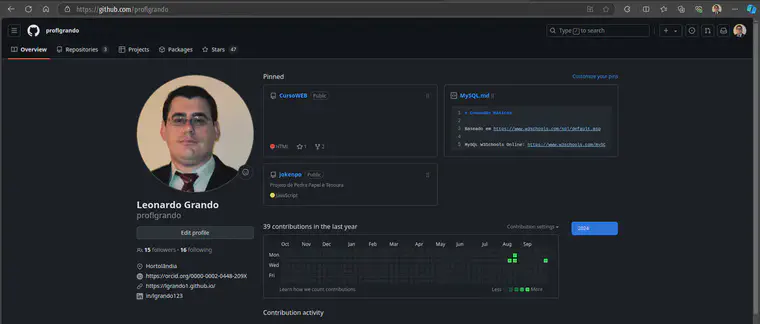 https://github.com/profigrando
profigrando
Type / to search
Overview Repositories 3 Projects Packages Stars 47
Pinned
Customize your pins
CursoWEB Public
HTML 1 2
MySQL.md
1 # Comandos Básicos
2
3 Baseado em https://www.w3schools.com/sql/default.asp
4
5 MySQL W3Schools Online: https://www.w3schools.com/mySQ
jokenpo Public
Projeto de Pedra Papel e Tesoura
JavaScript
Leonardo Grando
profigrando
Edit profile
15 followers · 16 following
Hortolândia
https://orcid.org/0000-0002-0448-209X
https://lgrando1.github.io/
in/lgrando123
39 contributions in the last year
Contribution settings
2024
Oct Nov Dec Jan Feb Mar Apr May Jun Jul Aug Sep
Mon
Wed
Fri
Learn how we count contributions
Less More
Contribution activity